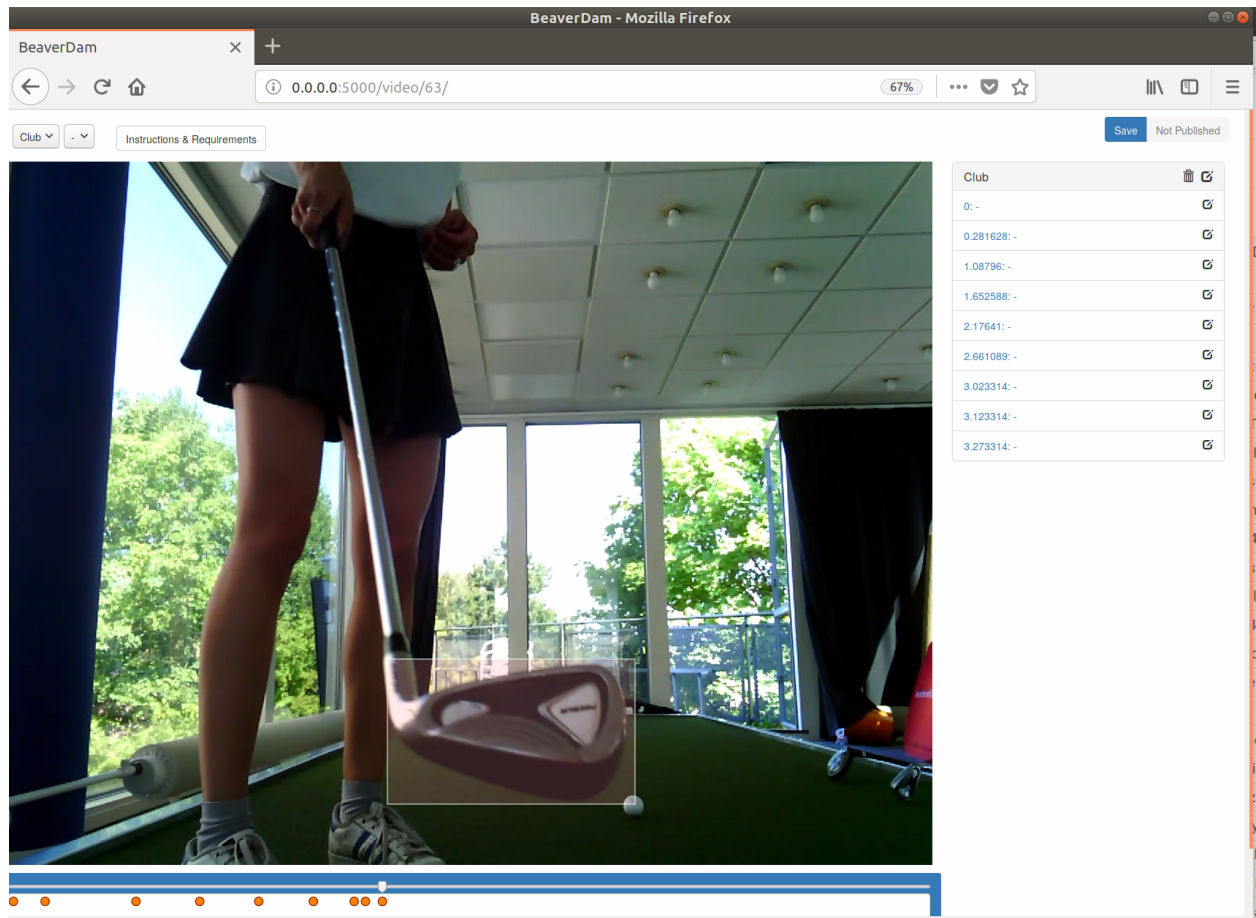 BeaverDam - Mozilla Firefox
BeaverDam
0.0.0.0:5000/video/63/ 67%
Club - Instructions & Requirements Save Not Published
Club
0: -
0.281628: -
1.08796: -
1.652588: -
2.17641: -
2.661089: -
3.023314: -
3.123314: -
3.273314: -